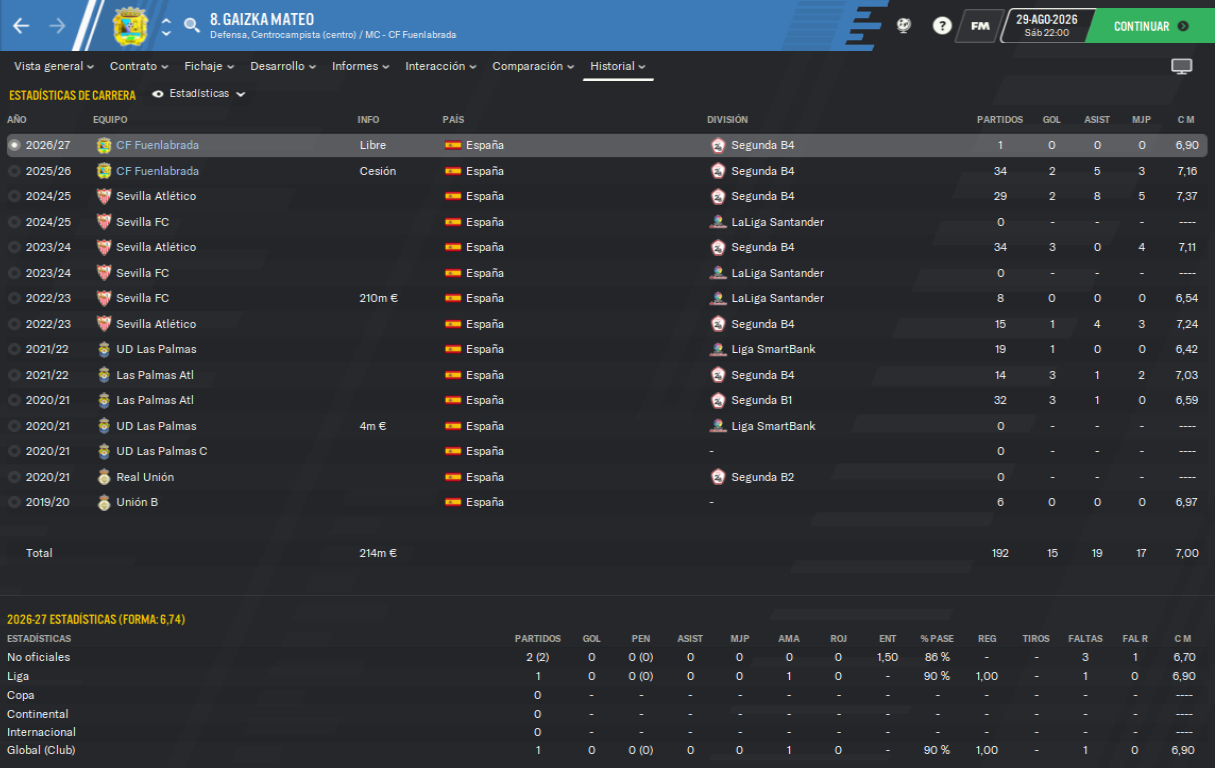 8. GAIZKA MATEO
Defensa, Centrocampista (centro) / MC - CF Fuenlabrada
? FM 29-AGO-2026 CONTINUAR
Sáb 22:00
Vista general Contrato Fichaje Desarrollo Informes Interacción Comparación Historial
ESTADÍSTICAS DE CARRERA Estadísticas
AÑO EQUIPO INFO PAÍS DIVISIÓN PARTIDOS GOL ASIST MJP C M
2026/27 CF Fuenlabrada Libre España Segunda B4 1 0 0 0 6,90
2025/26 CF Fuenlabrada Cesión España Segunda B4 34 2 5 3 7,16
2024/25 Sevilla Atlético España Segunda B4 29 2 8 5 7,37
2024/25 Sevilla FC España LaLiga Santander 0 - - - ----
2023/24 Sevilla Atlético España Segunda B4 34 3 0 4 7,11
2023/24 Sevilla FC España LaLiga Santander 0 - - - ----
2022/23 Sevilla FC 210m € España LaLiga Santander 8 0 0 0 6,54
2022/23 Sevilla Atlético España Segunda B4 15 1 4 3 7,24
2021/22 UD Las Palmas España Liga SmartBank 19 1 0 0 6,42
2021/22 Las Palmas Atl España Segunda B4 14 3 1 2 7,03
2020/21 Las Palmas Atl España Segunda B1 32 3 1 0 6,59
2020/21 UD Las Palmas 4m € España Liga SmartBank 0 - - - ----
2020/21 UD Las Palmas C España - 0 - - - ----
2020/21 Real Unión España Segunda B2 0 - - - ----
2019/20 Unión B España - 6 0 0 0 6,97
Total 214m € 192 15 19 17 7,00
2026-27 ESTADÍSTICAS (FORMA: 6,74)
ESTADÍSTICAS PARTIDOS GOL PEN ASIST MJP AMA ROJ ENT % PASE REG TIROS FALTAS FAL R C M
No oficiales 2 (2) 0 0 (0) 0 0 0 0 1,50 86 % - - 3 1 6,70
Liga 1 0 0 (0) 0 0 1 0 - 90 % 1,00 - 1 0 6,90
Copa 0 - - - - - - - - - - - - ----
Continental 0 - - - - - - - - - - - - ----
Internacional 0 - - - - - - - - - - - - ----
Global (Club) 1 0 0 (0) 0 0 1 0 - 90 % 1,00 - 1 0 6,90